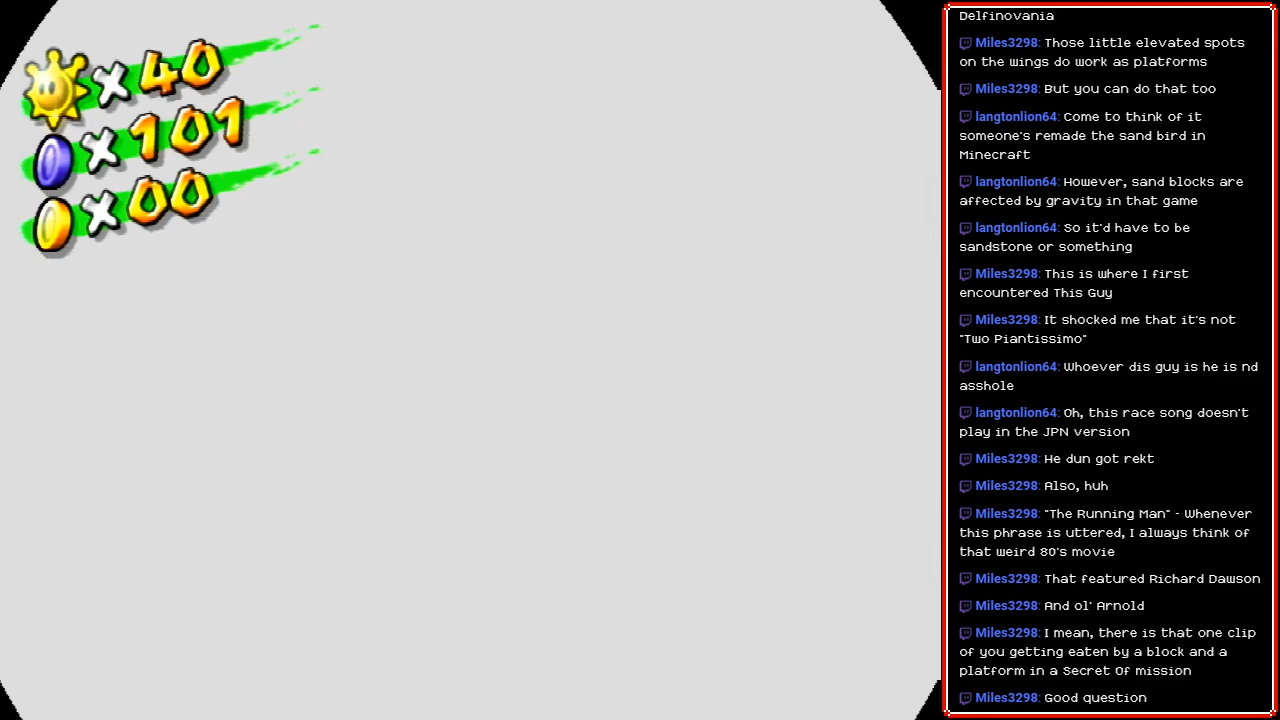 ×40
×101
×00
Delfinovania
Miles3298: Those little elevated spots
on the wings do work as platforms
Miles3298: But you can do that too
langtonlion64: Come to think of it
someone's remade the sand bird in
Minecraft
langtonlion64: However, sand blocks are
affected by gravity in that game
langtonlion64: So it'd have to be
sandstone or something
Miles3298: This is where I first
encountered This Guy
Miles3298: It shocked me that it's not
"Two Piantissimo"
langtonlion64: Whoever dis guy is he is nd
asshole
langtonlion64: Oh, this race song doesn't
play in the JPN version
Miles3298: He dun got rekt
Miles3298: Also, huh
Miles3298: "The Running Man" - Whenever
this phrase is uttered, I always think of
that weird 80's movie
Miles3298: That featured Richard Dawson
Miles3298: And ol' Arnold
Miles3298: I mean, there is that one clip
of you getting eaten by a block and a
platform in a Secret Of mission
Miles3298: Good question